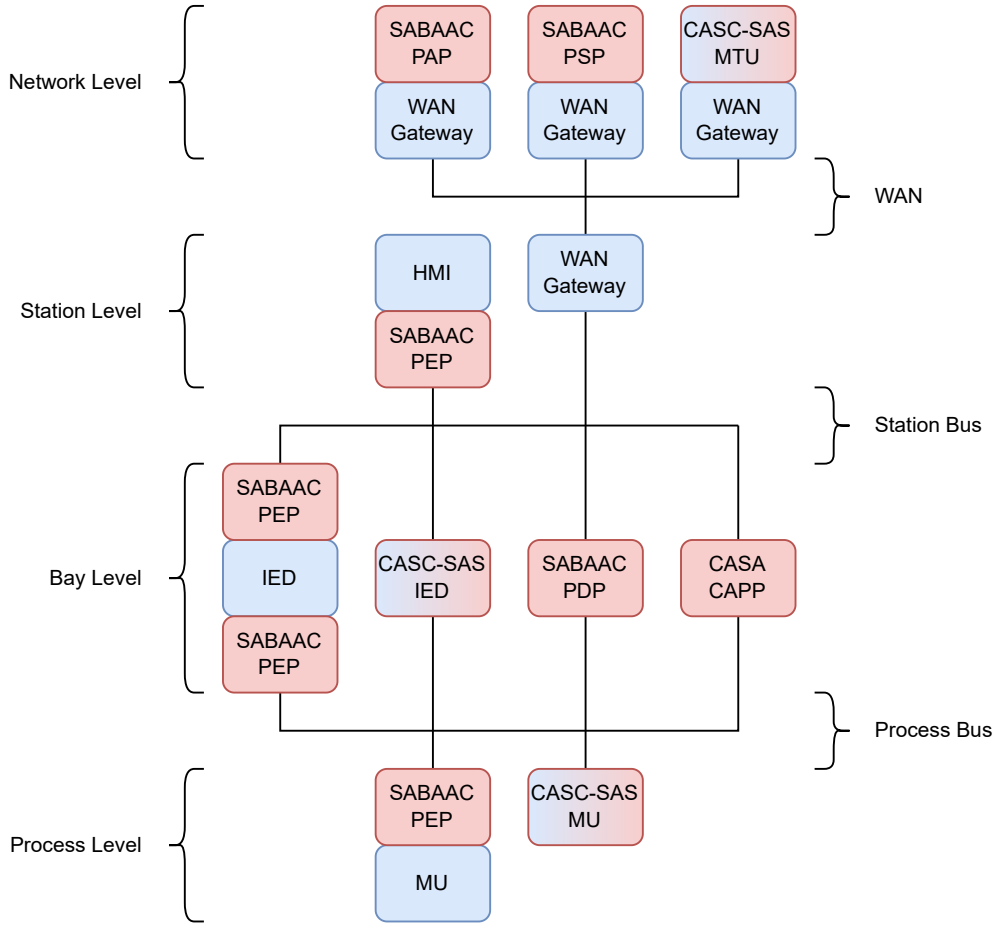 SABAAC
PAP
SABAAC
PSP
CASC-SAS
MTU
Network Level
WAN
Gateway
WAN
Gateway
WAN
Gateway
WAN
HMI
WAN
Gateway
Station Level
SABAAC
PEP
Station Bus
SABAAC
PEP
Bay Level
IED
CASC-SAS
IED
SABAAC
PDP
CASA
CAPP
SABAAC
PEP
Process Bus
SABAAC
PEP
CASC-SAS
MU
Process Level
MU